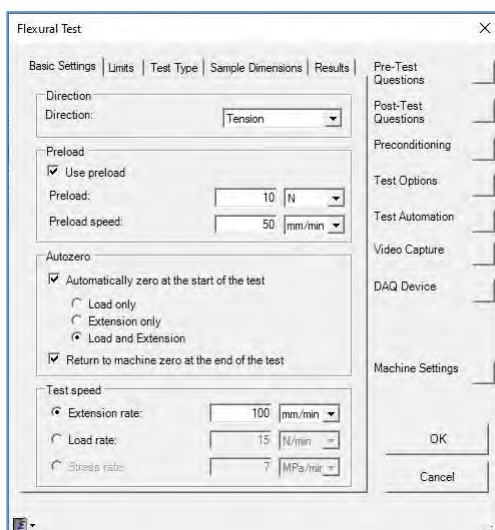 Flexural Test
Basic Settings Limits Test Type Sample Dimensions Results
Direction
Direction: Tension
Preload
Use preload
Preload: 10 N
Preload speed: 50 mm/min
Autozero
Automatically zero at the start of the test
Load only
Extension only
Load and Extension
Return to machine zero at the end of the test
Test speed
Extension rate: 100 mm/min
Load rate: 15 N/min
Stress rate: 7 MPa/mir
Pre-Test
Questions
Post-Test
Questions
Preconditioning
Test Options
Test Automation
Video Capture
DAQ Device
Machine Settings
OK
Cancel